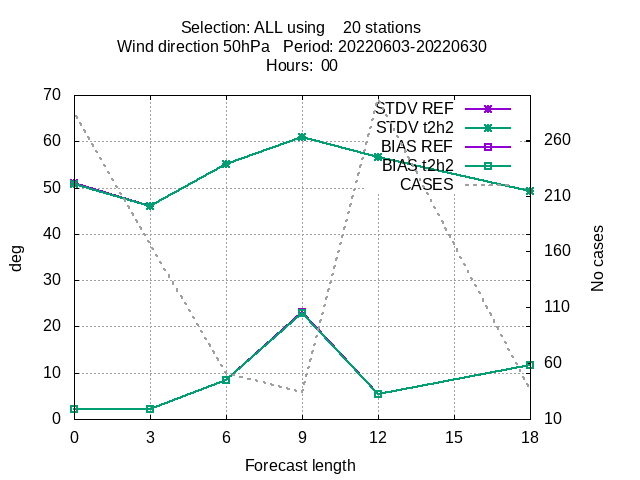 Selection: ALL using    20 stations
Wind direction 50hPa   Period: 20220603-20220630
Hours:  00
70
60
50
40
30
20
10
0
deg
STDV REF
STDV t2h2
BIAS REF
BIAS t2h2
CASES
260
210
160
110
60
10
No cases
0 3 6 9 12 15 18
Forecast length